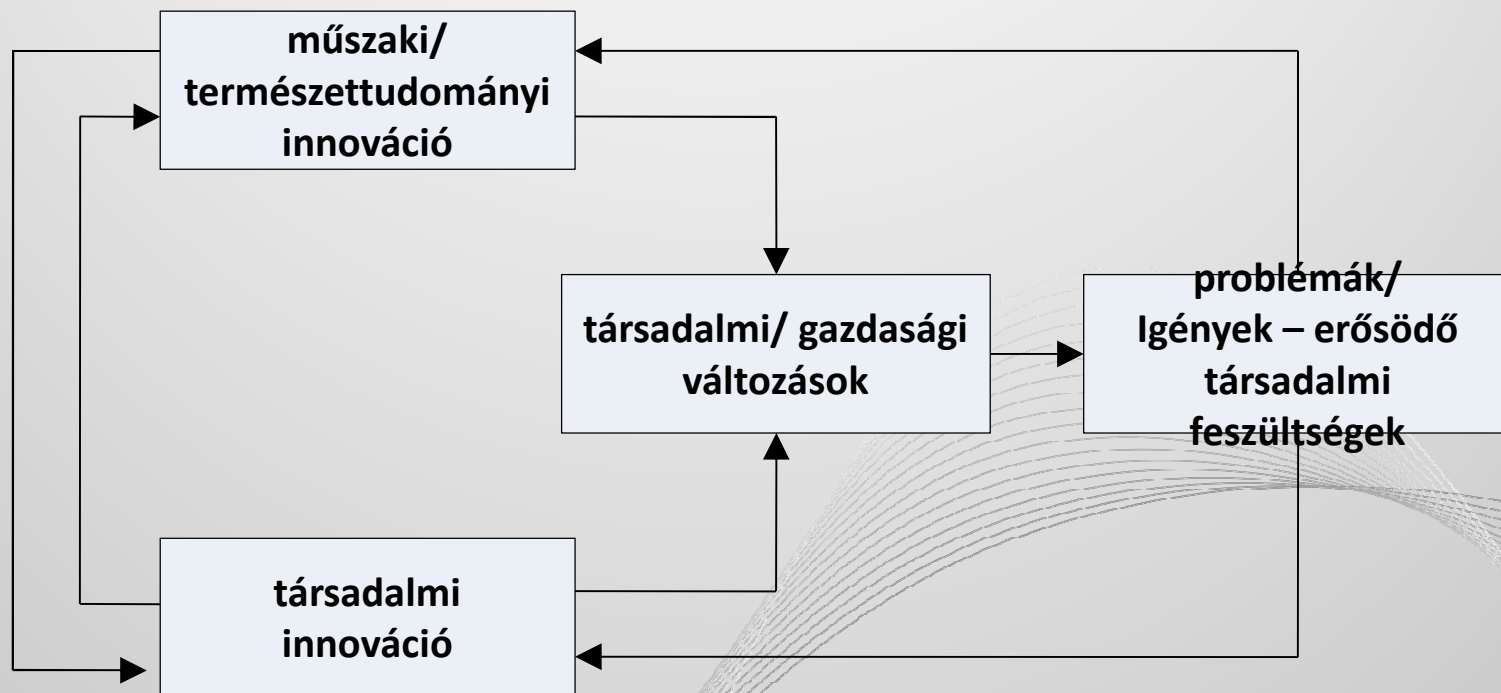 műszaki/
természettudományi
innováció
társadalmi/ gazdasági
változások
problémák/
Igények – erősödő
társadalmi
feszültségek
társadalmi
innováció